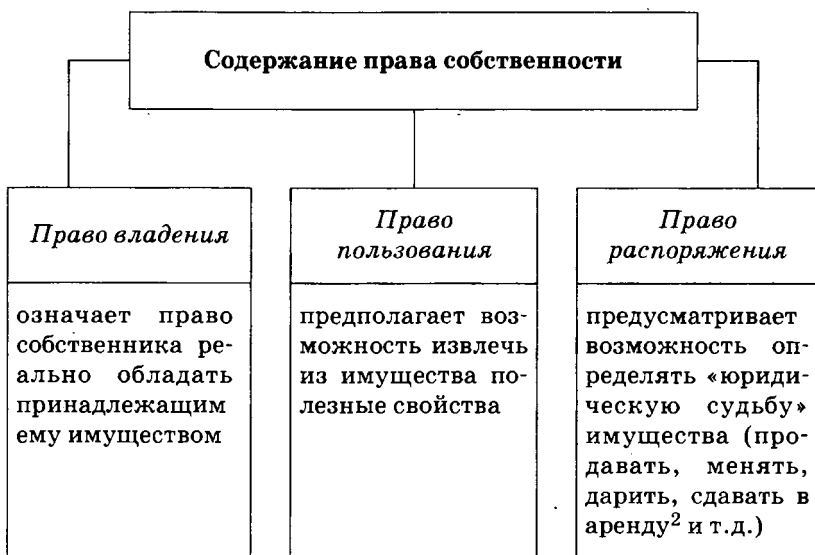 Содержание права собственности
Право владения
означает право
собственника ре-
ально обладать
принадлежащим
ему имуществом
Право
пользования
предполагает воз-
можность извлечь
из имущества по-
лезные свойства
Право
распоряжения
предусматривает
возможность оп-
ределять «юриди-
ческую судьбу»
имущества (про-
давать, менять,
дарить, сдавать в
аренду² и т.д.)